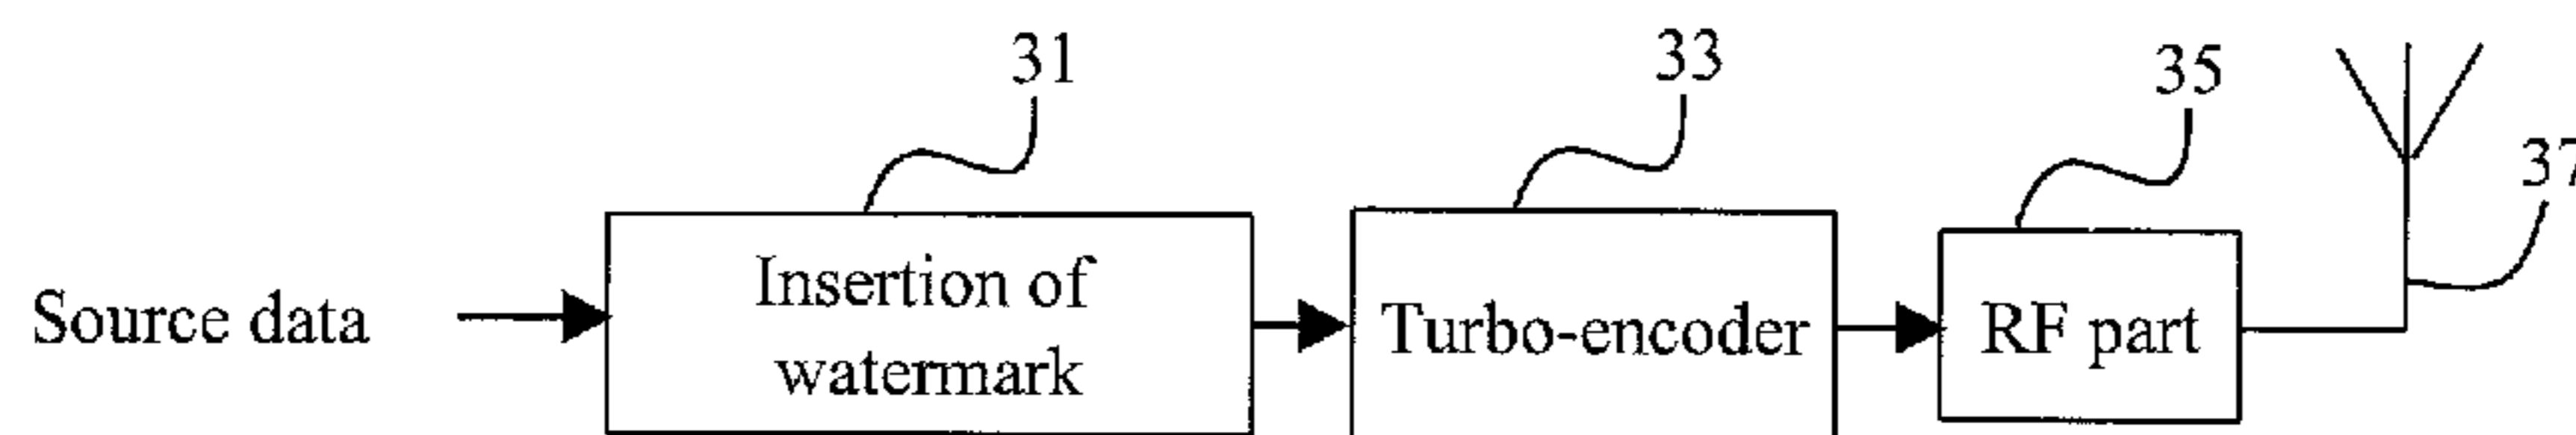 31
33
35
37
Source data
Insertion of
watermark
Turbo-encoder
RF part